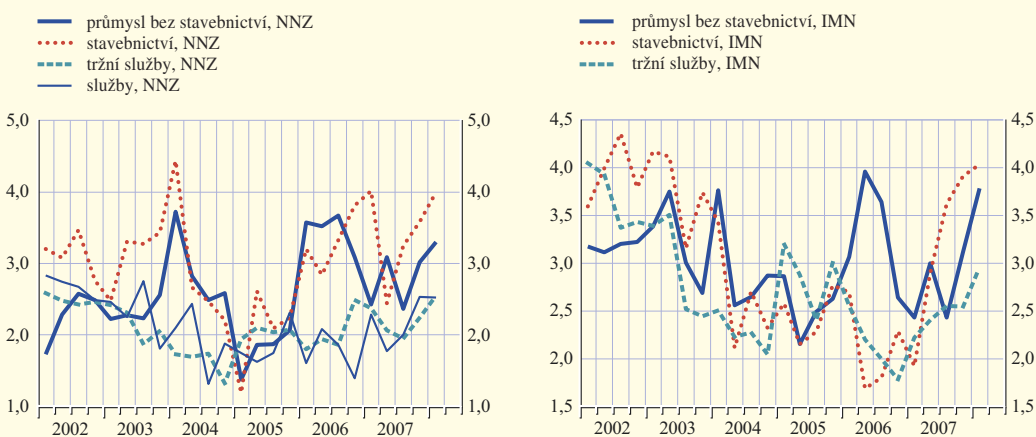 průmysl bez stavebnictví, NNZ
stavebnictví, NNZ
tržní služby, NNZ
služby, NNZ
5,0 5,0
4,0 4,0
3,0 3,0
2,0 2,0
1,0 1,0
2002 2003 2004 2005 2006 2007
průmysl bez stavebnictví, IMN
stavebnictví, IMN
tržní služby, IMN
4,5 4,5
4,0 4,0
3,5 3,5
3,0 3,0
2,5 2,5
2,0 2,0
1,5 1,5
2002 2003 2004 2005 2006 2007